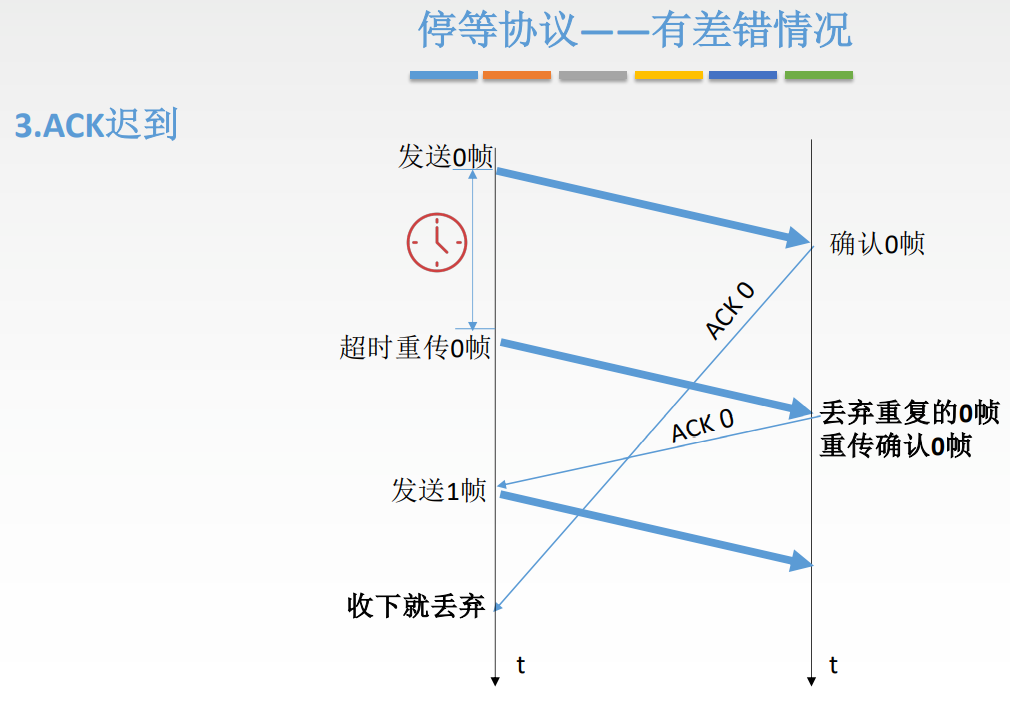 停等协议——有差错情况
3.ACK迟到
发送0帧
确认0帧
ACK 0
超时重传0帧
丢弃重复的0帧
重传确认0帧
ACK 0
发送1帧
收下就丢弃
t
t